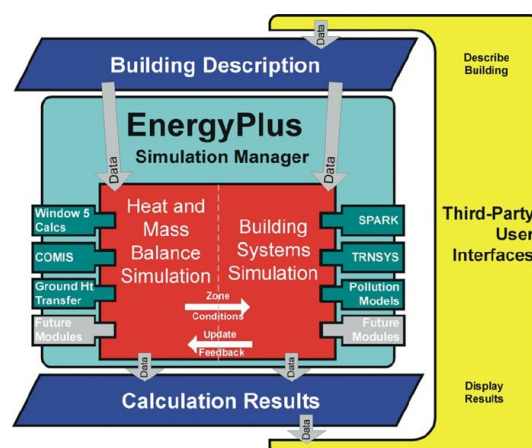 Data
Building Description
Describe
Building
EnergyPlus
Simulation Manager
Data
Data
Heat and
Mass
Balance
Simulation
Building
Systems
Simulation
Window 5
Calcs
COMIS
Ground Ht
Transfer
Future
Modules
SPARK
TRNSYS
Pollution
Models
Future
Modules
Zone
Conditions
Update
Feedback
Third-Party
User
Interfaces
Data
Data
Calculation Results
Display
Results
Data